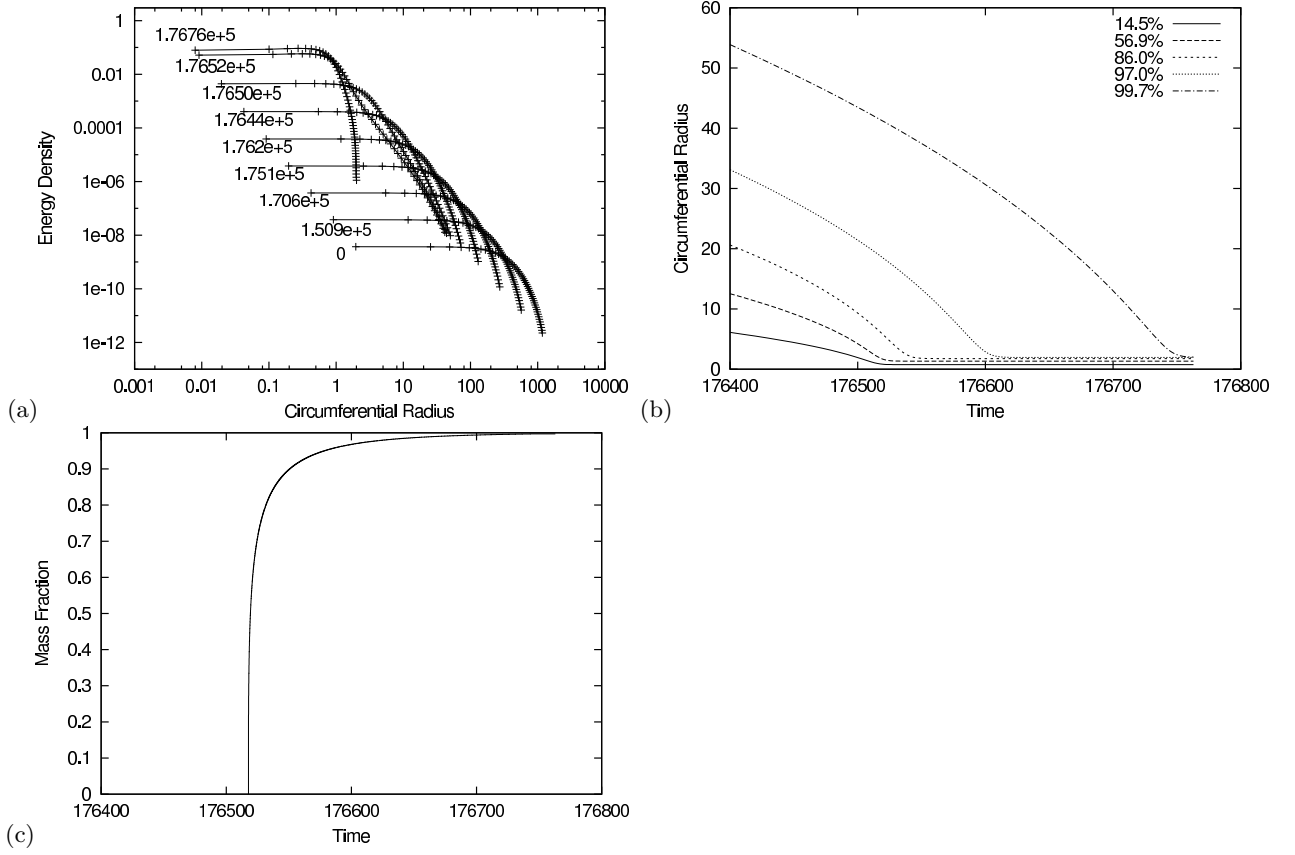 1
0.01
0.0001
1e-06
1e-08
1e-10
1e-12
Energy Density
1.7676e+5
1.7652e+5
1.7650e+5
1.7644e+5
1.762e+5
1.751e+5
1.706e+5
1.509e+5
0
0.001 0.01 0.1 1 10 100 1000 10000
Circumferential Radius
(a)
60
50
40
30
20
10
0
Circumferential Radius
14.5%
56.9%
86.0%
97.0%
99.7%
176400 176500 176600 176700 176800
Time
(b)
1
0.9
0.8
0.7
0.6
0.5
0.4
0.3
0.2
0.1
0
Mass Fraction
176400 176500 176600 176700 176800
Time
(c)